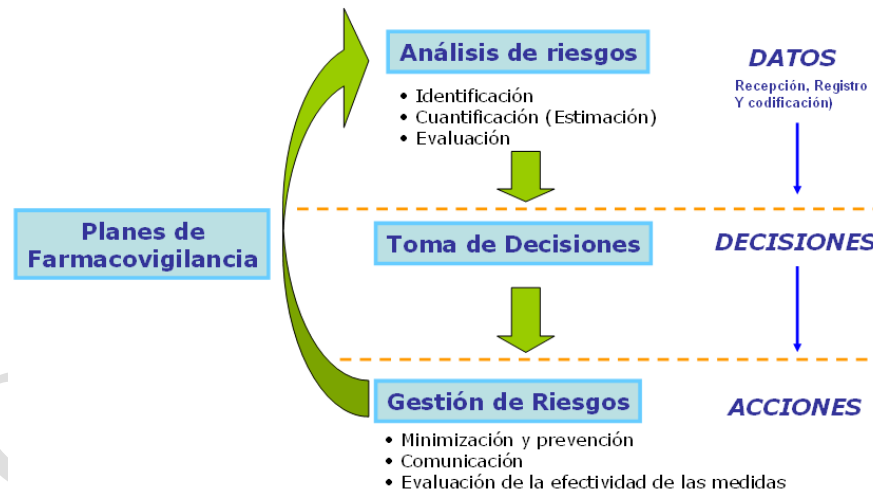 Análisis de riesgos
• Identificación
• Cuantificación (Estimación)
• Evaluación
DATOS
Recepción, Registro
Y codificación)
Planes de
Farmacovigilancia
Toma de Decisiones
DECISIONES
Gestión de Riesgos
• Minimización y prevención
• Comunicación
• Evaluación de la efectividad de las medidas
ACCIONES